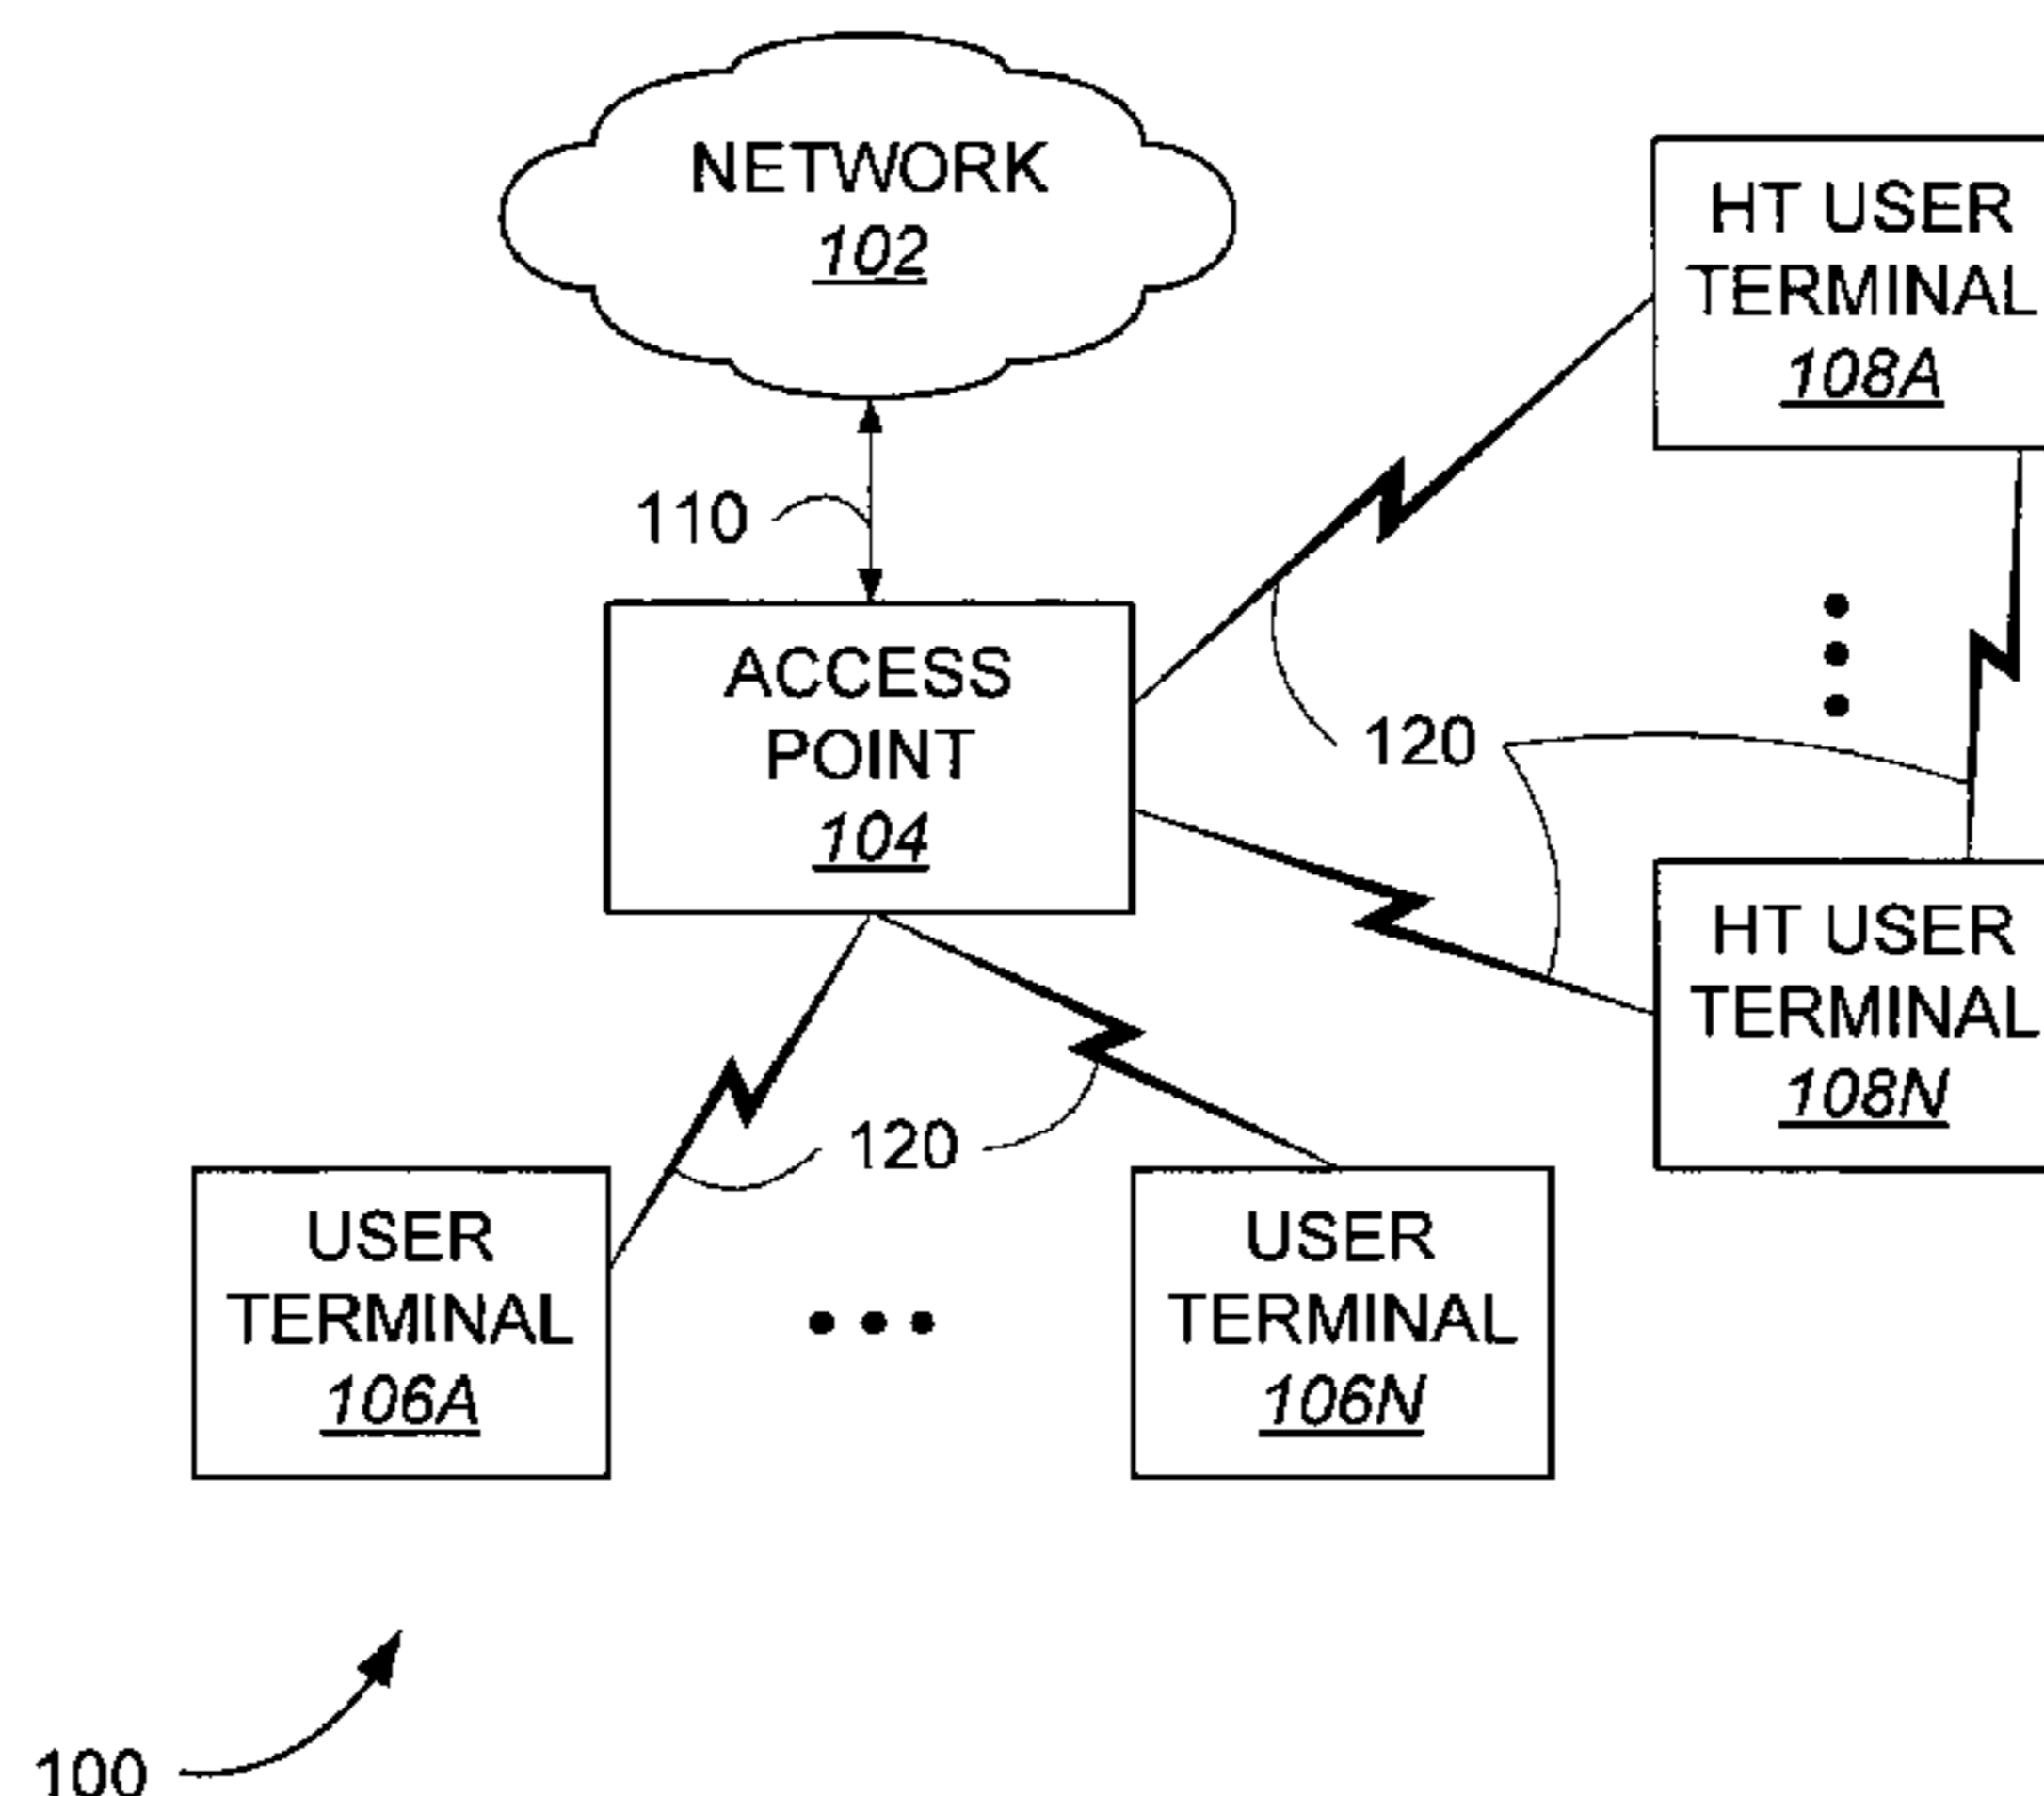 NETWORK
102
HT USER
TERMINAL
108A
110
ACCESS
POINT
104
120
HT USER
TERMINAL
108N
120
USER
TERMINAL
106A
USER
TERMINAL
106N
100